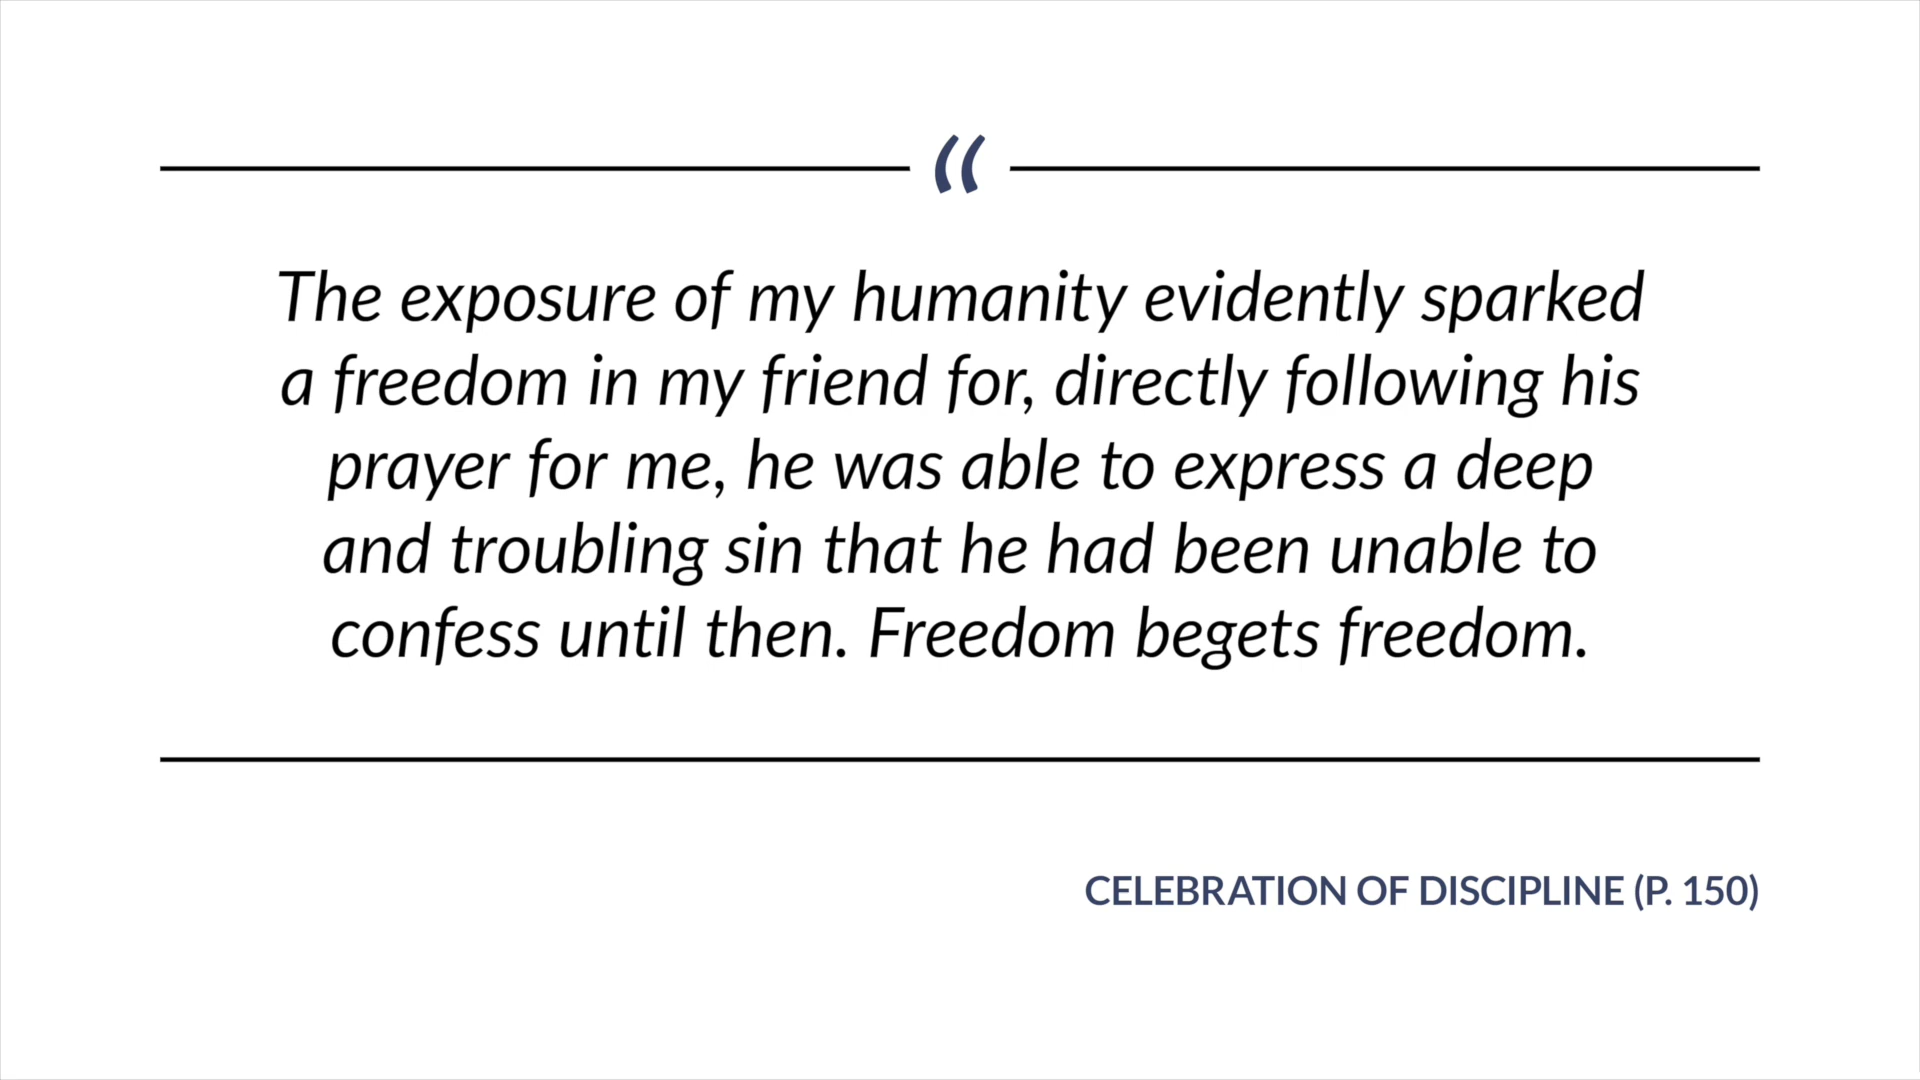 “
The exposure of my humanity evidently sparked
a freedom in my friend for, directly following his
prayer for me, he was able to express a deep
and troubling sin that he had been unable to
confess until then. Freedom begets freedom.
CELEBRATION OF DISCIPLINE (P. 150)